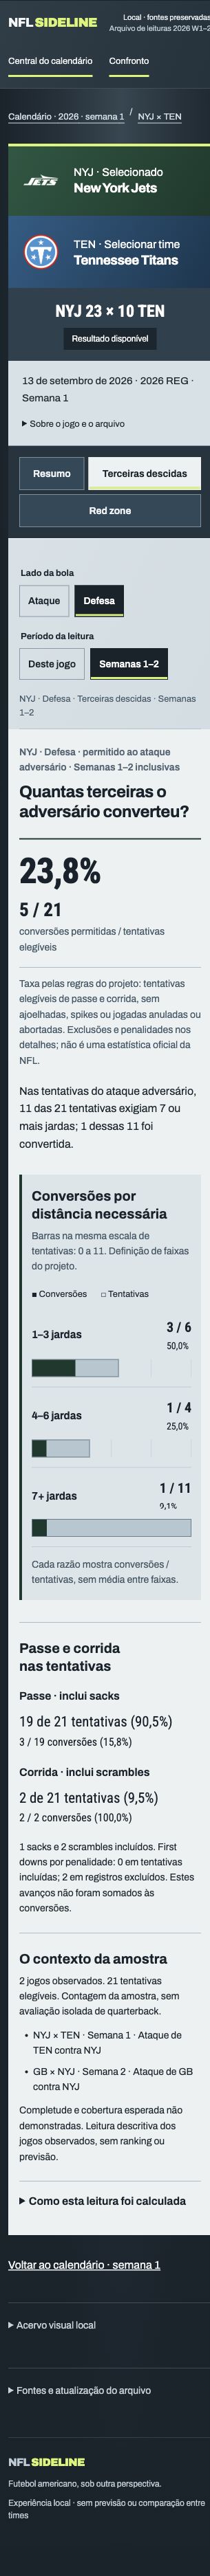 NFL SIDELINE
Local · fontes preservadas
Arquivo de leituras 2026 W1–2
Central do calendário
Confronto
Calendário · 2026 · semana 1 / NYJ × TEN
JETS
NYJ · Selecionado
New York Jets
TEN · Selecionar time
Tennessee Titans
NYJ 23 × 10 TEN
Resultado disponível
13 de setembro de 2026 · 2026 REG ·
Semana 1
▶ Sobre o jogo e o arquivo
Resumo
Terceiras descidas
Red zone
Lado da bola
Ataque
Defesa
Período da leitura
Deste jogo
Semanas 1–2
NYJ · Defesa · Terceiras descidas · Semanas
1–2
NYJ · Defesa · permitido ao ataque
adversário · Semanas 1–2 inclusivas
Quantas terceiras o
adversário converteu?
23,8%
5 / 21
conversões permitidas / tentativas
elegíveis
Taxa pelas regras do projeto: tentativas
elegíveis de passe e corrida, sem
ajoelhadas, spikes ou jogadas anuladas ou
abortadas. Exclusões e penalidades nos
detalhes; não é uma estatística oficial da
NFL.
Nas tentativas do ataque adversário,
11 das 21 tentativas exigiam 7 ou
mais jardas; 1 dessas 11 foi
convertida.
Conversões por
distância necessária
Barras na mesma escala de
tentativas: 0 a 11. Definição de faixas
do projeto.
■ Conversões □ Tentativas
1–3 jardas
3 / 6
50,0%
4–6 jardas
1 / 4
25,0%
7+ jardas
1 / 11
9,1%
Cada razão mostra conversões /
tentativas, sem média entre faixas.
Passe e corrida
nas tentativas
Passe · inclui sacks
19 de 21 tentativas (90,5%)
3 / 19 conversões (15,8%)
Corrida · inclui scrambles
2 de 21 tentativas (9,5%)
2 / 2 conversões (100,0%)
1 sacks e 2 scrambles incluídos. First
downs por penalidade: 0 em tentativas
incluídas; 2 em registros excluídos. Estes
avanços não foram somados às
conversões.
O contexto da amostra
2 jogos observados. 21 tentativas
elegíveis. Contagem da amostra, sem
avaliação isolada de quarterback.
• NYJ × TEN · Semana 1 · Ataque de
TEN contra NYJ
• GB × NYJ · Semana 2 · Ataque de GB
contra NYJ
Completude e cobertura esperada não
demonstradas. Leitura descritiva dos
jogos observados, sem ranking ou
previsão.
▶ Como esta leitura foi calculada
Voltar ao calendário · semana 1
▶ Acervo visual local
▶ Fontes e atualização do arquivo
NFL SIDELINE
Futebol americano, sob outra perspectiva.
Experiência local · sem previsão ou comparação entre
times